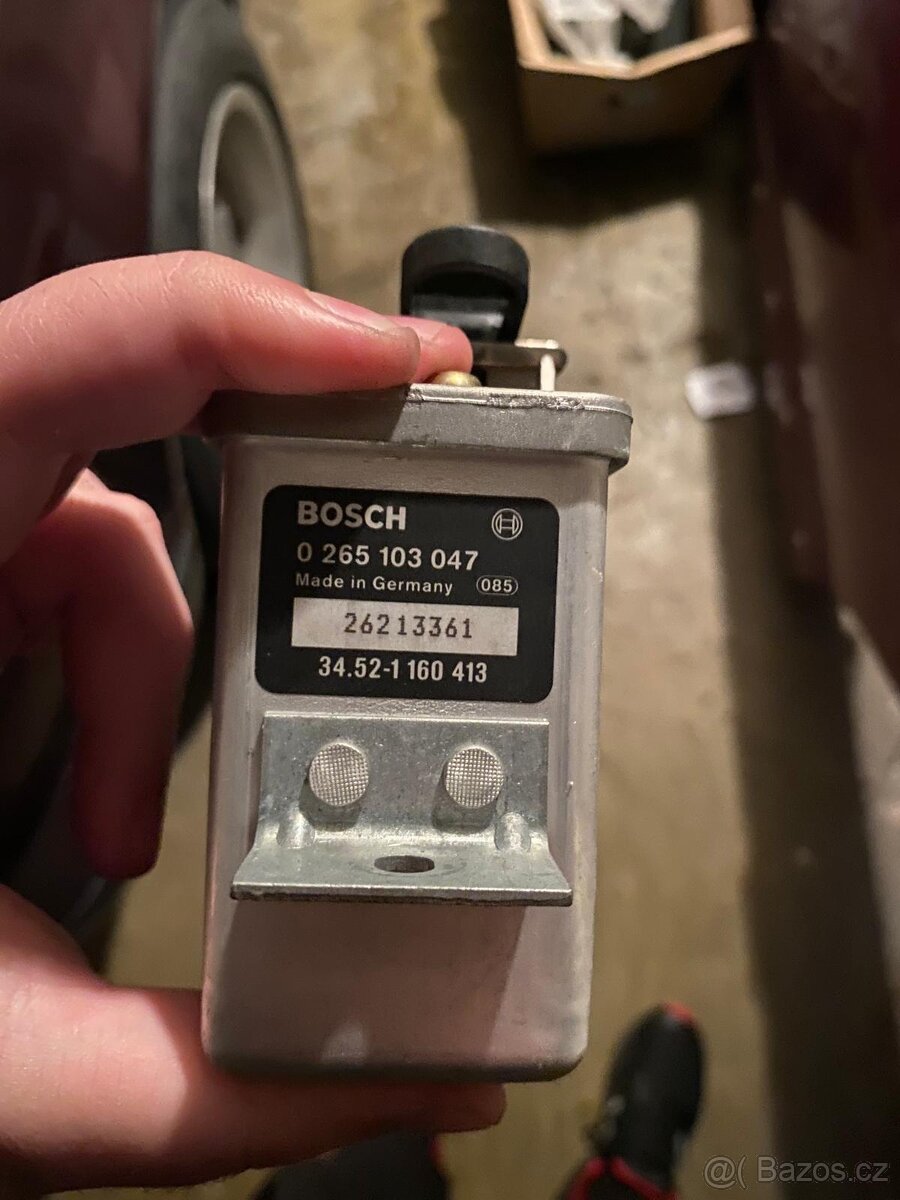 BOSCH
0 265 103 047
Made in Germany 085
26213361
34.52-1 160 413
@( Bazos.cz